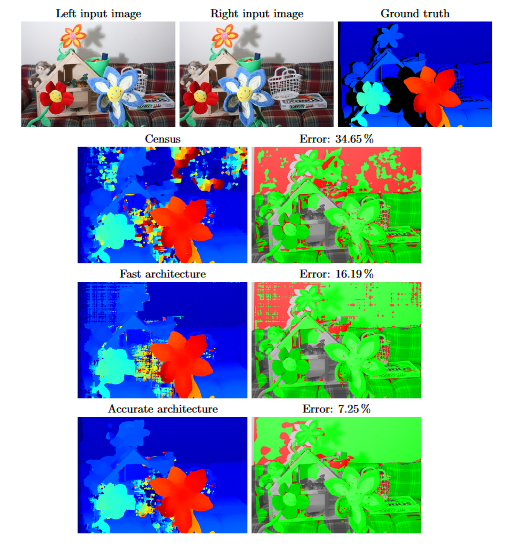 Left input image Right input image Ground truth
Census Error: 34.65 %
Fast architecture Error: 16.19 %
Accurate architecture Error: 7.25 %